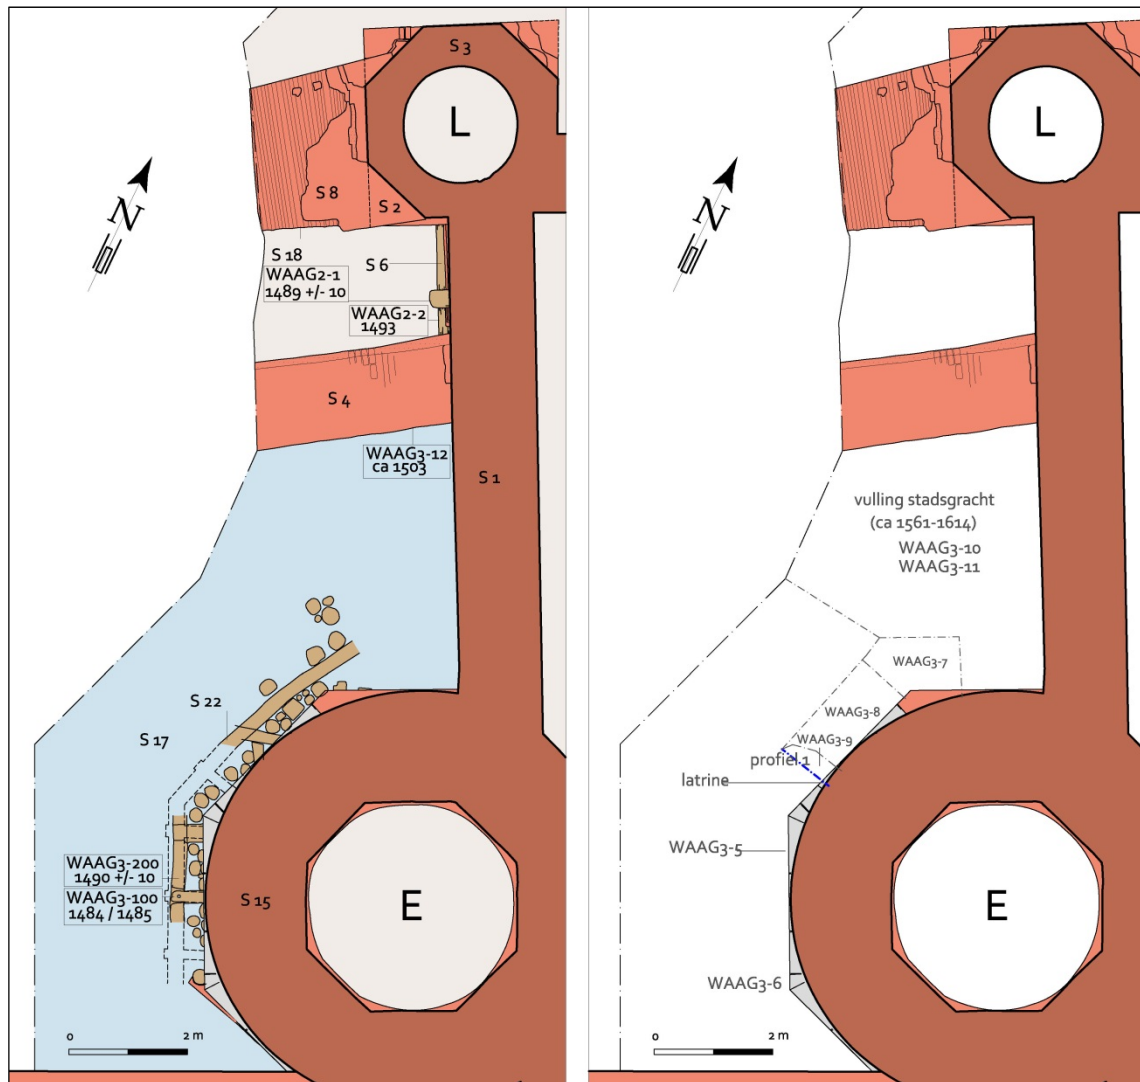 S 3
L
S 8
S 2
N
S 18
WAAG2-1
1489 +/- 10
S 6
WAAG2-2
1493
S 4
WAAG3-12
ca 1503
S 1
S 22
S 17
WAAG3-200
1490 +/- 10
WAAG3-100
1484 / 1485
S 15
E
0 2 m
L
N
vulling stadsgracht
(ca 1561-1614)
WAAG3-10
WAAG3-11
WAAG3-7
WAAG3-8
WAAG3-9
profiel 1
latrine
WAAG3-5
E
WAAG3-6
0 2 m